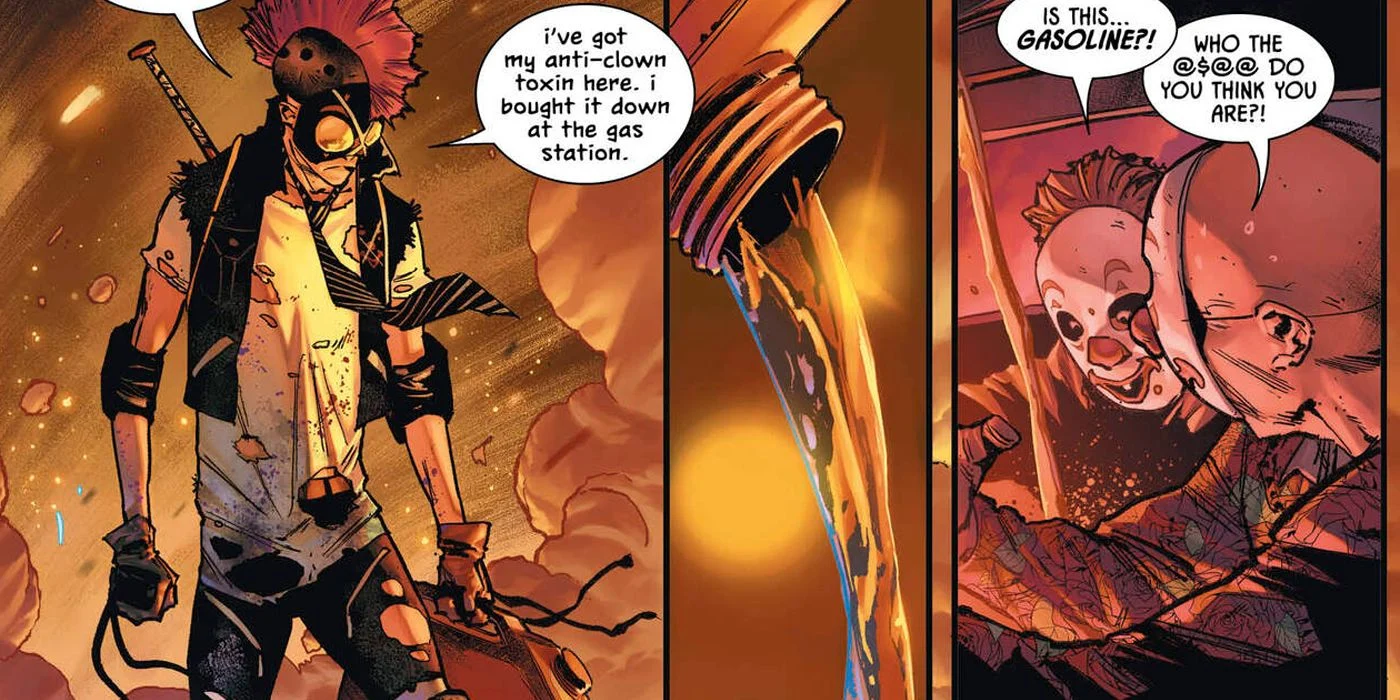 i've got
my anti-clown
toxin here. i
bought it down
at the gas
station.
IS THIS...
GASOLINE?!
WHO THE
@$@@ DO
YOU THINK YOU
ARE?!